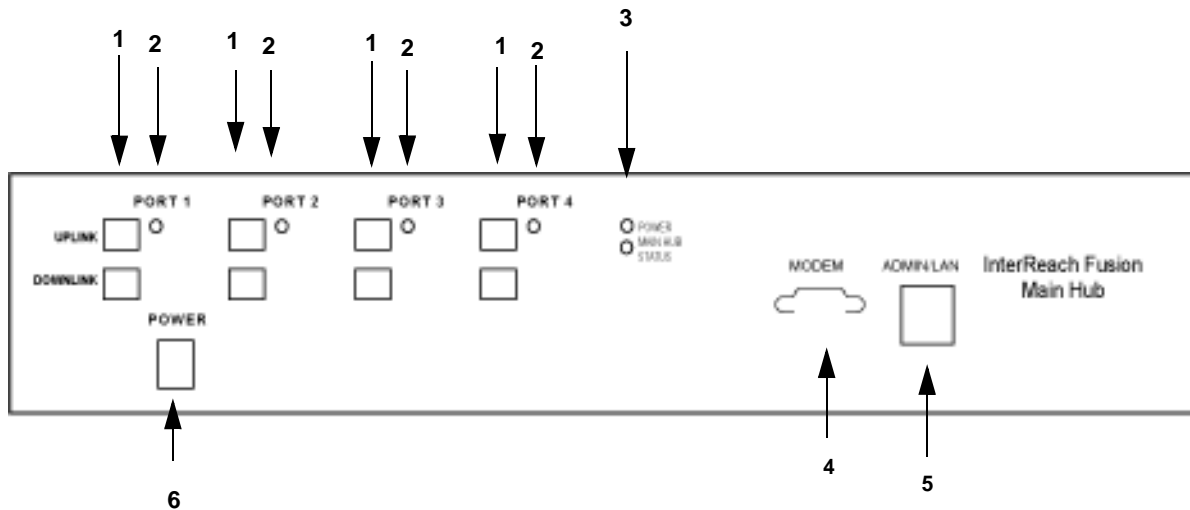 3
1 2 1 2 1 2 1 2
PORT 1 PORT 2 PORT 3 PORT 4
UPLINK
POWER
MAIN HUB
STATUS
DOWNLINK
MODEM ADMIN/LAN InterReach Fusion
Main Hub
POWER
4 5
6